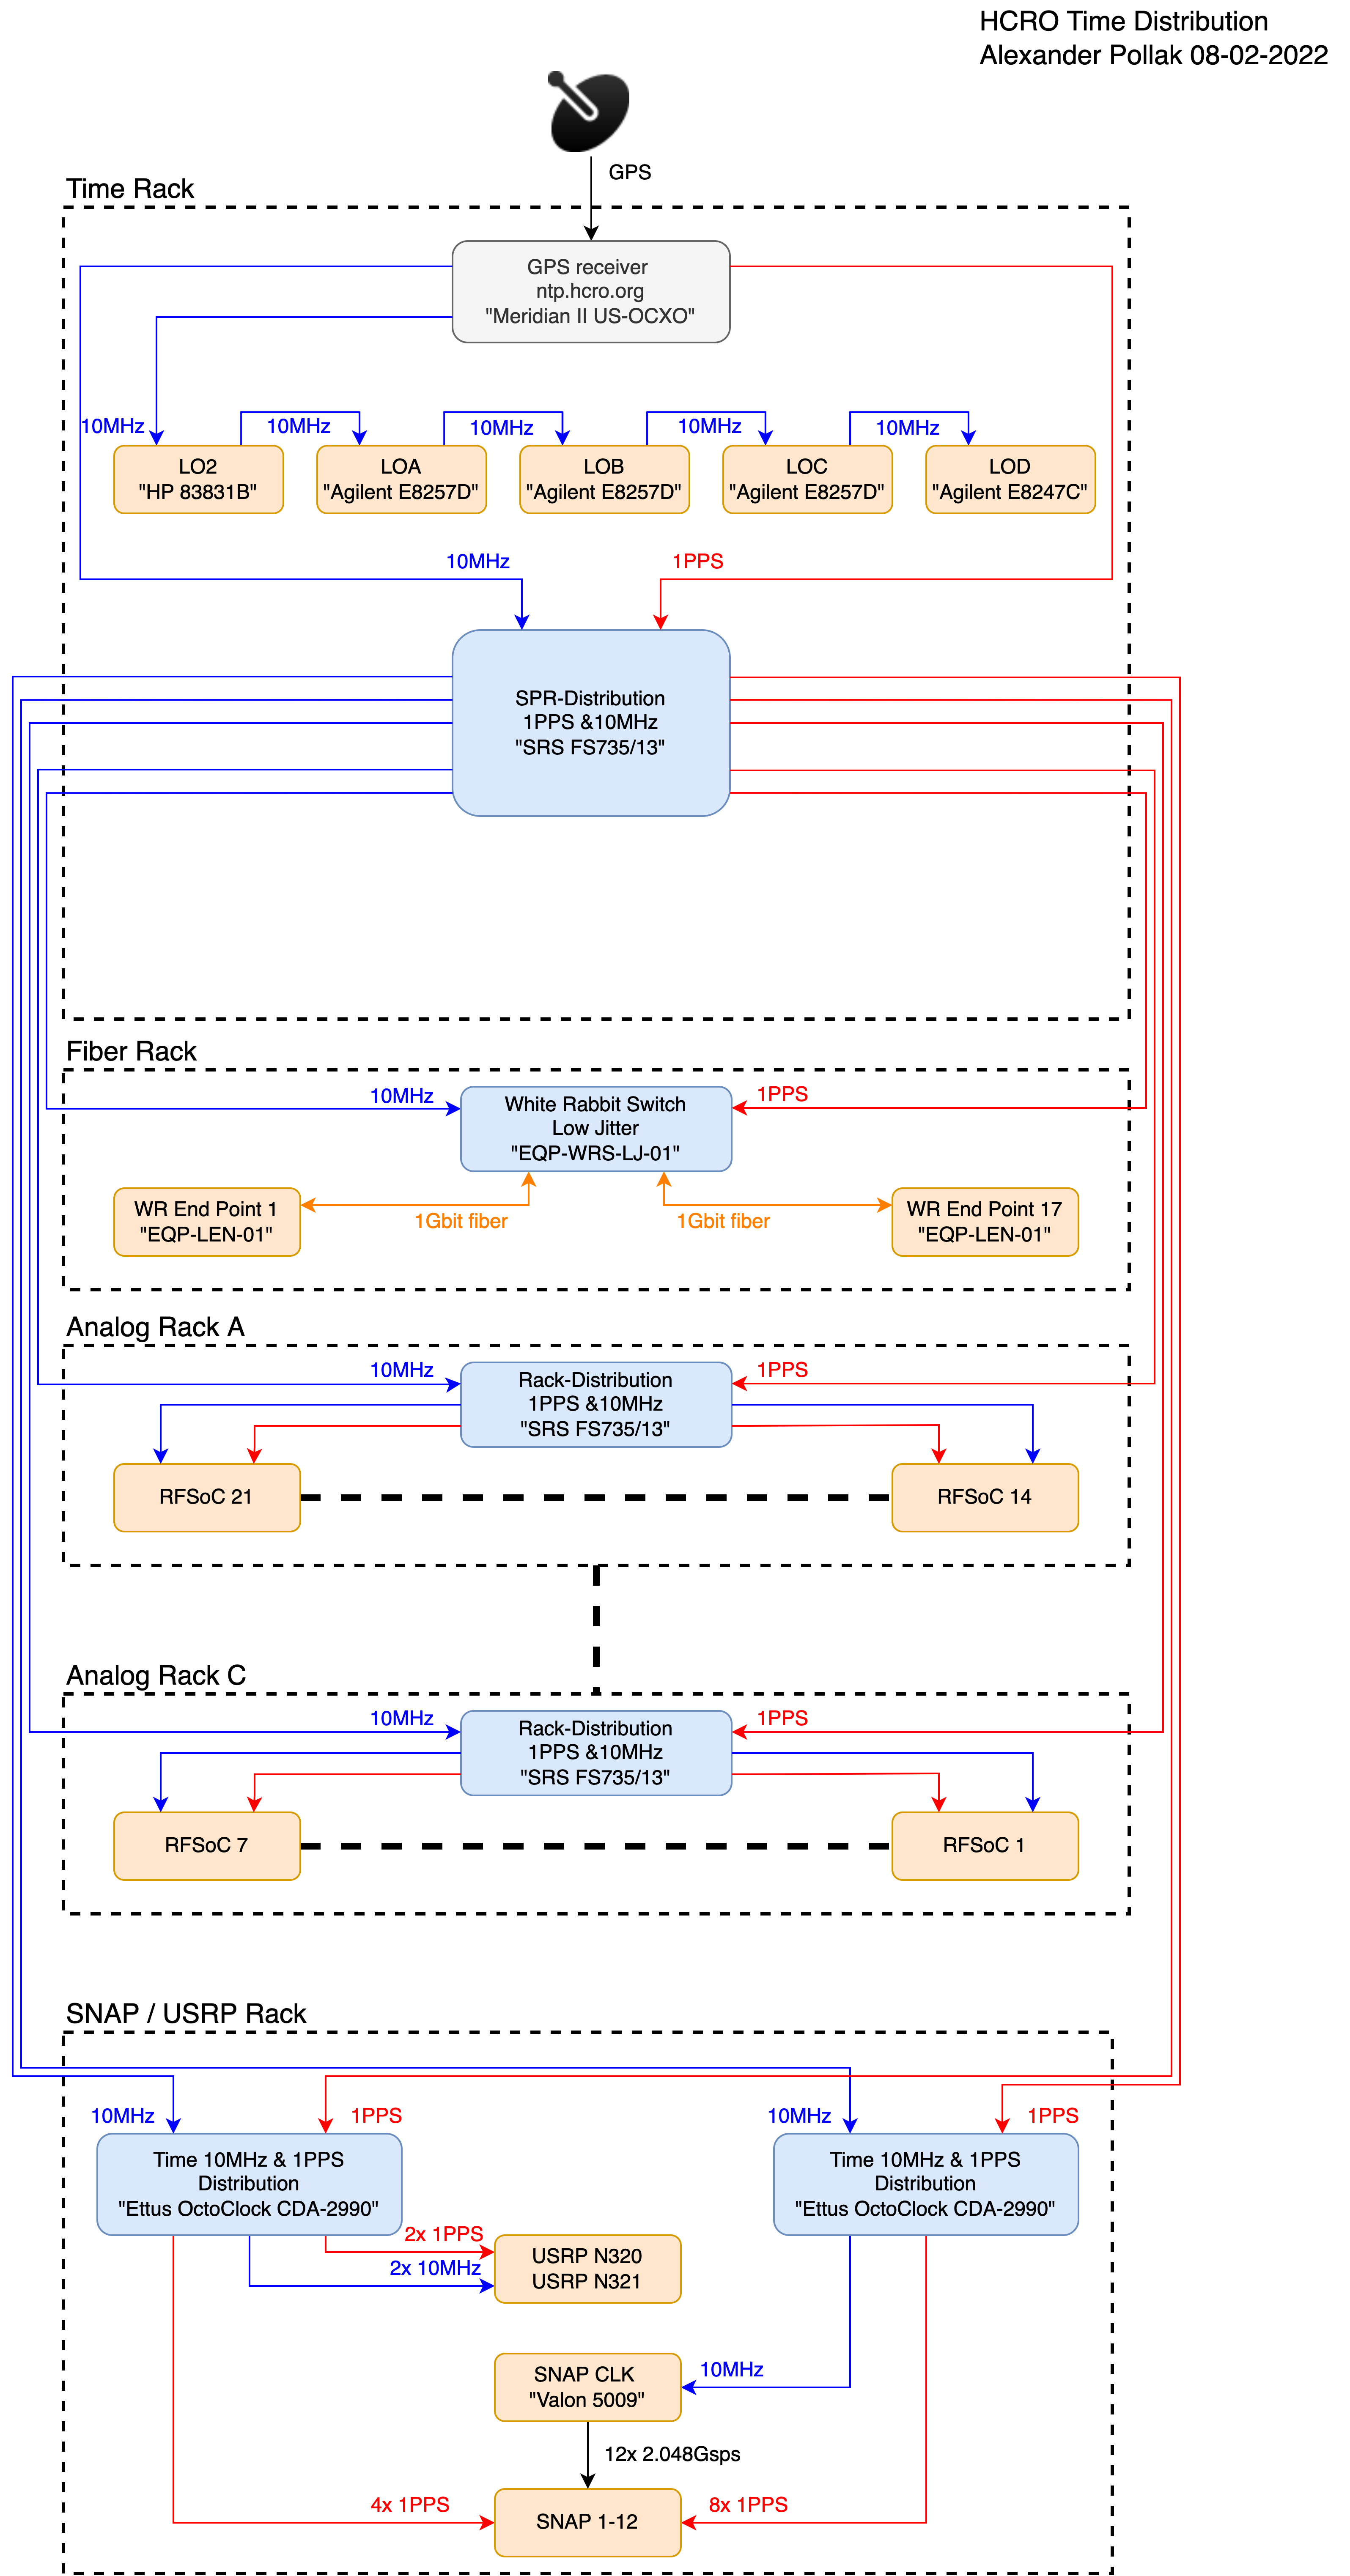 HCRO Time Distribution
Alexander Pollak 08-02-2022
GPS
Time Rack
GPS receiver
ntp.hcro.org
"Meridian II US-OCXO"
10MHz
10MHz
10MHz
10MHz
10MHz
LO2
"HP 83831B"
LOA
"Agilent E8257D"
LOB
"Agilent E8257D"
LOC
"Agilent E8257D"
LOD
"Agilent E8247C"
10MHz
1PPS
SPR-Distribution
1PPS &10MHz
"SRS FS735/13"
Fiber Rack
10MHz
1PPS
White Rabbit Switch
Low Jitter
"EQP-WRS-LJ-01"
WR End Point 1
"EQP-LEN-01"
1Gbit fiber
1Gbit fiber
WR End Point 17
"EQP-LEN-01"
Analog Rack A
10MHz
1PPS
Rack-Distribution
1PPS &10MHz
"SRS FS735/13"
RFSoC 21
RFSoC 14
Analog Rack C
10MHz
1PPS
Rack-Distribution
1PPS &10MHz
"SRS FS735/13"
RFSoC 7
RFSoC 1
SNAP / USRP Rack
10MHz
1PPS
10MHz
1PPS
Time 10MHz & 1PPS
Distribution
"Ettus OctoClock CDA-2990"
Time 10MHz & 1PPS
Distribution
"Ettus OctoClock CDA-2990"
2x 1PPS
2x 10MHz
USRP N320
USRP N321
SNAP CLK
"Valon 5009"
10MHz
12x 2.048Gsps
4x 1PPS
8x 1PPS
SNAP 1-12